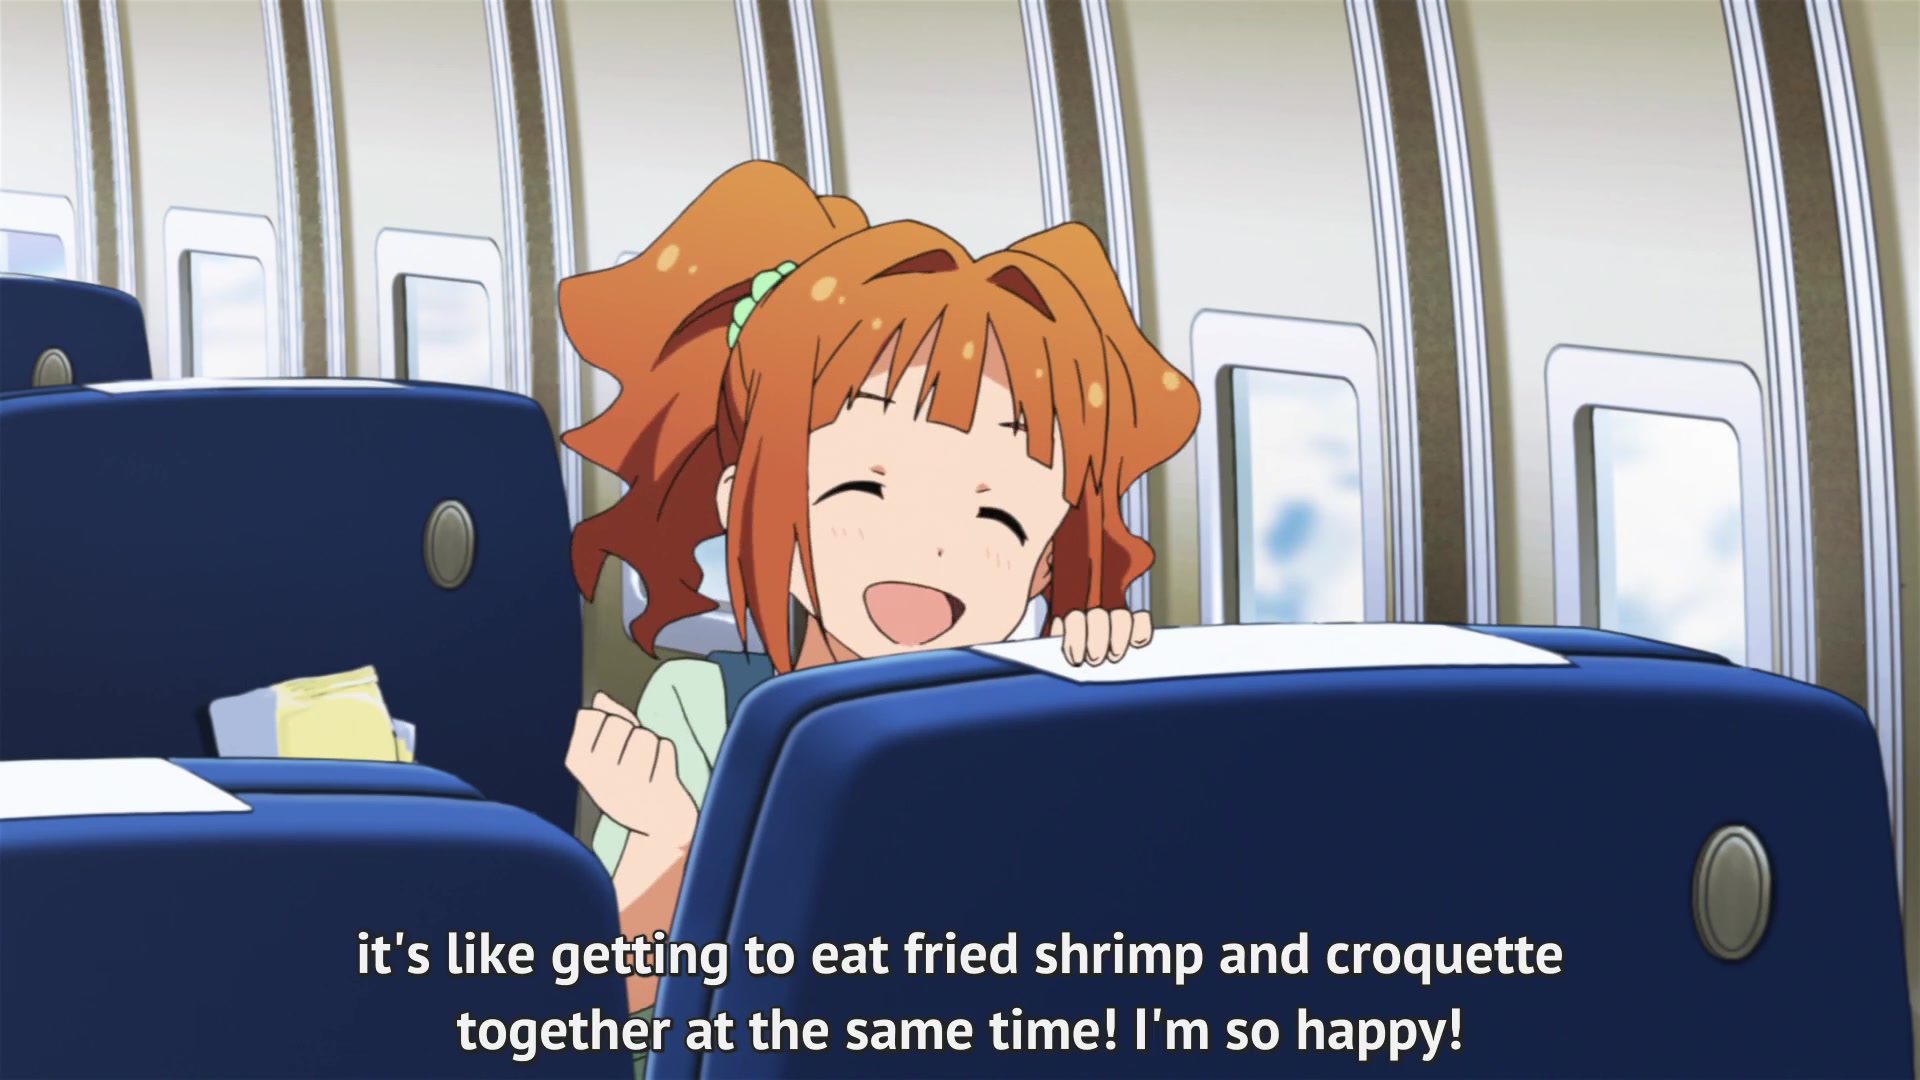 it's like getting to eat fried shrimp and croquette
together at the same time! I'm so happy!